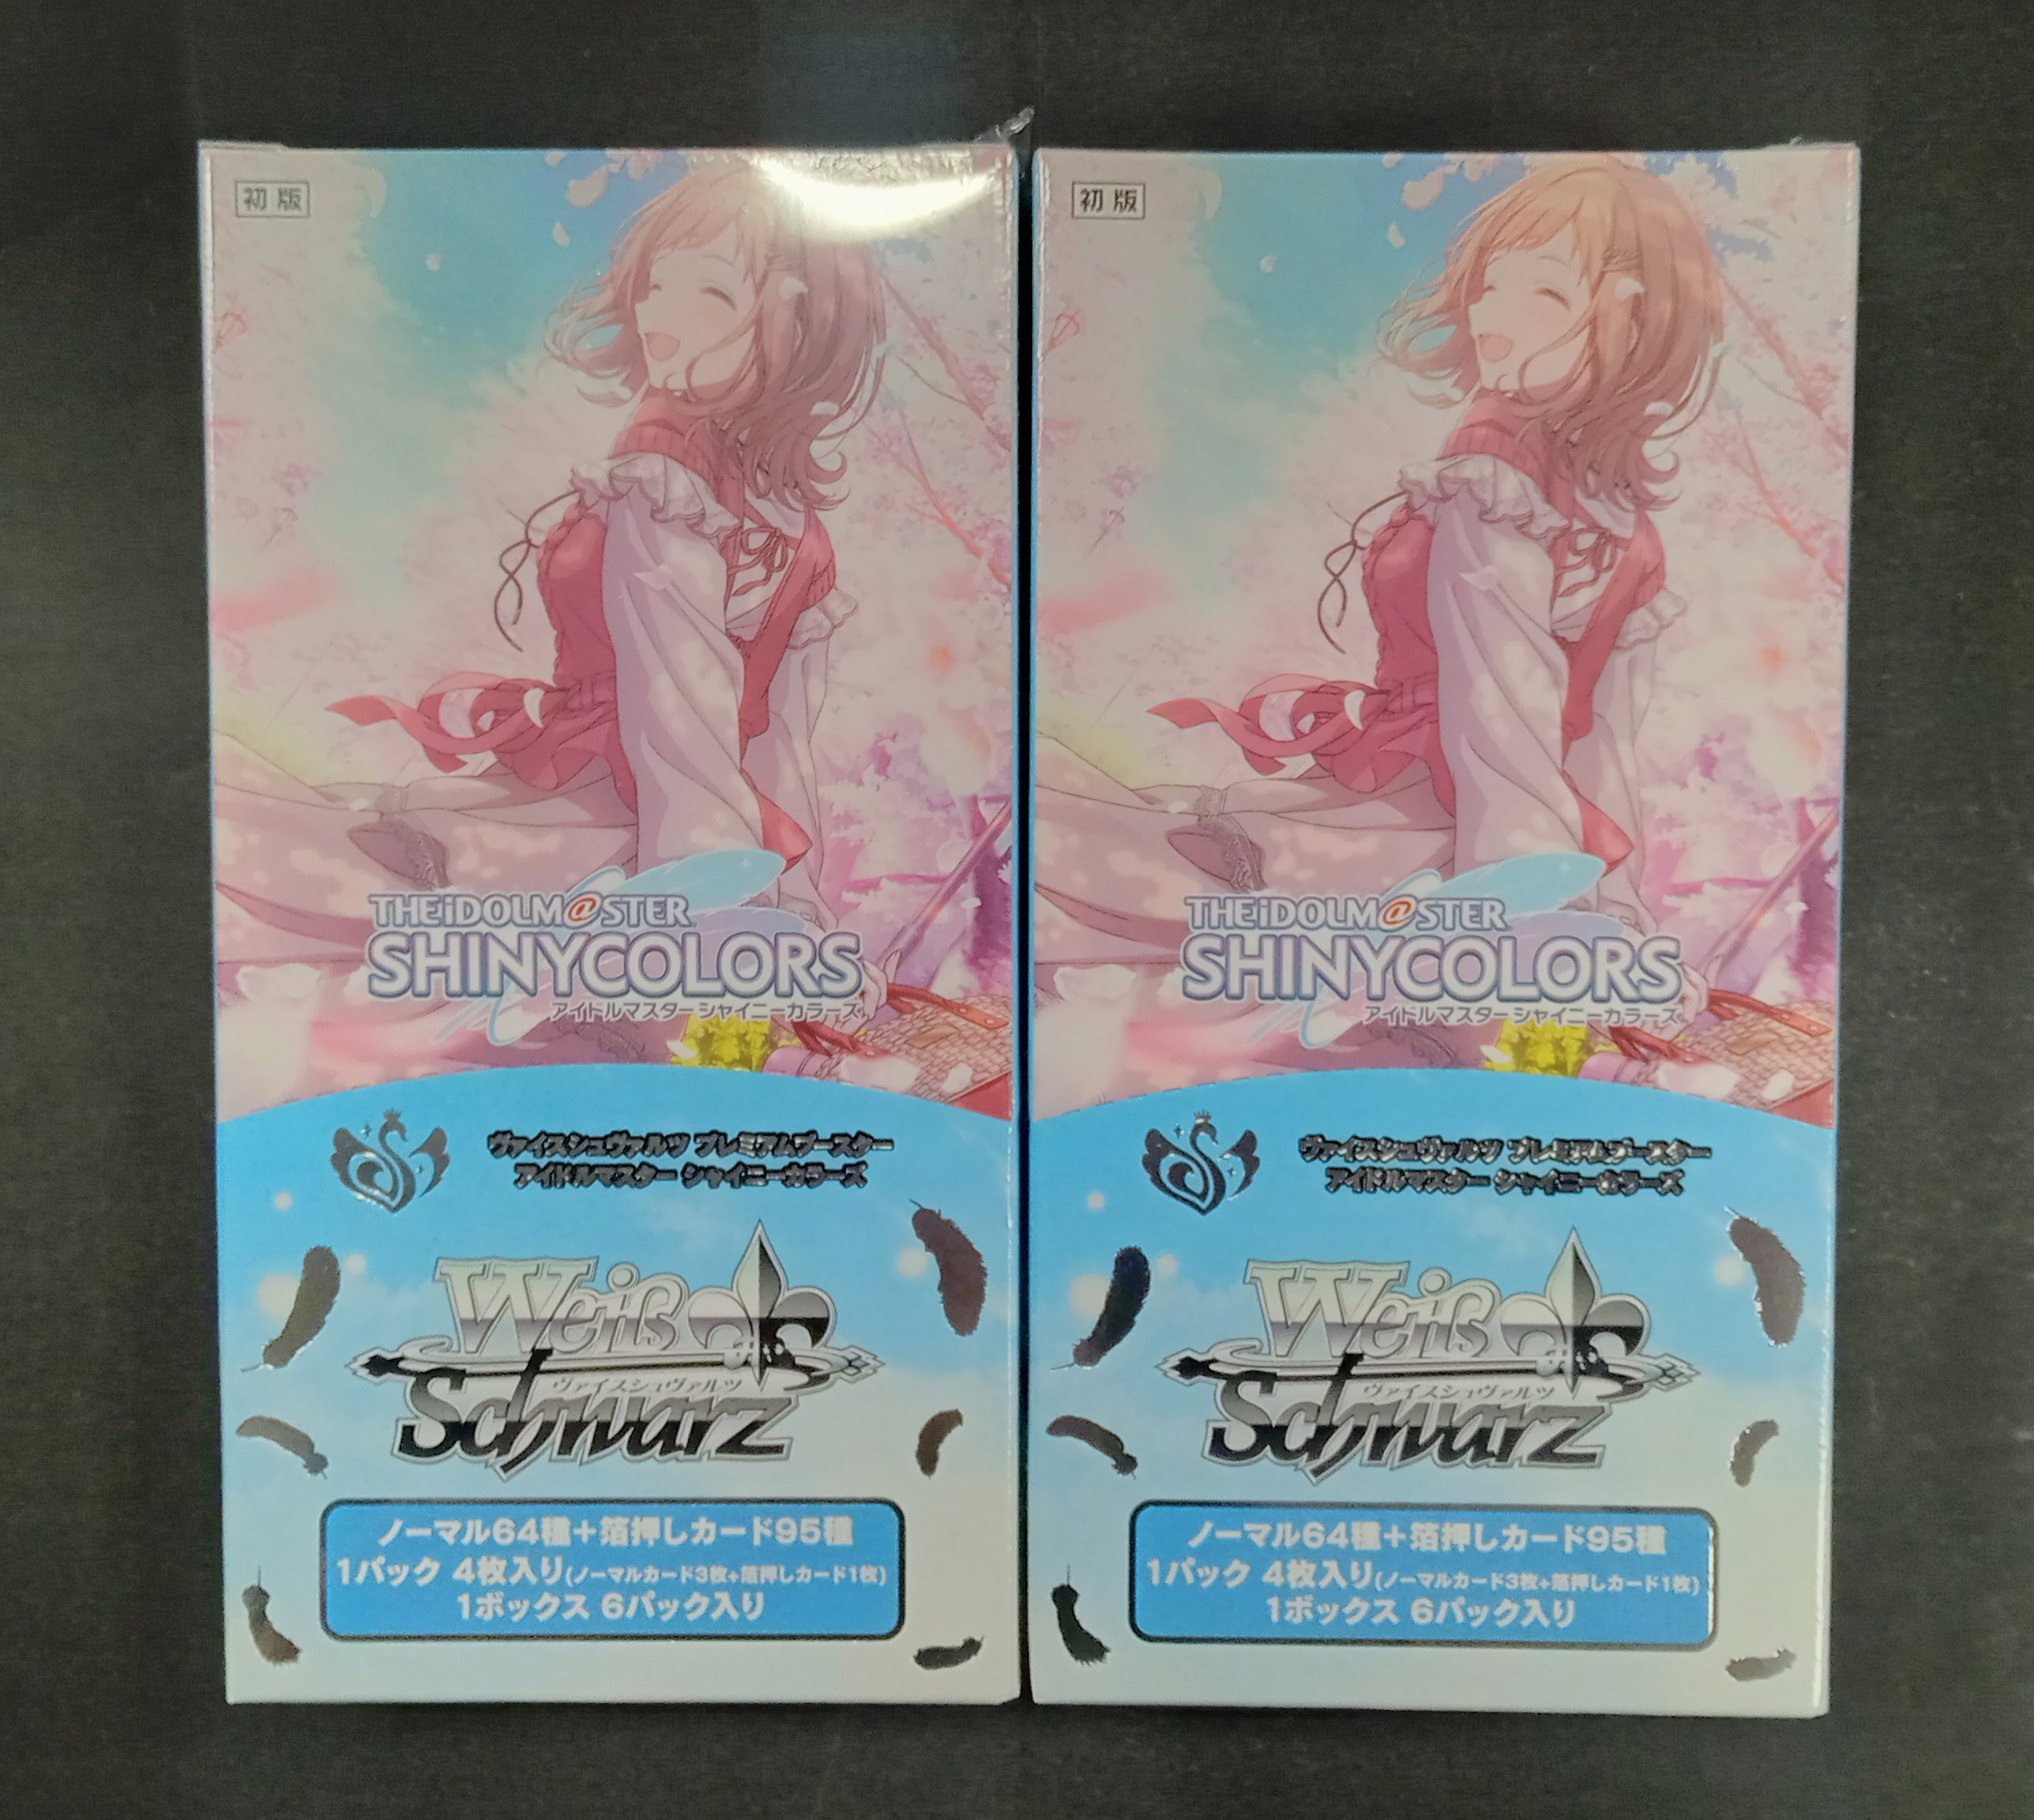 初版
THE iDOLM@STER
SHINYCOLORS
アイドルマスター シャイニーカラーズ
ヴァイスシュヴァルツ プレミアムブースター
アイドルマスター シャイニーカラーズ
Weiß
ヴァイスシュヴァルツ
Schwarz
ノーマル64種+箔押しカード95種
1パック 4枚入り(ノーマルカード3枚+箔押しカード1枚)
1ボックス 6パック入り
初版
THE iDOLM@STER
SHINYCOLORS
アイドルマスター シャイニーカラーズ
ヴァイスシュヴァルツ プレミアムブースター
アイドルマスター シャイニーカラーズ
Weiß
ヴァイスシュヴァルツ
Schwarz
ノーマル64種+箔押しカード95種
1パック 4枚入り(ノーマルカード3枚+箔押しカード1枚)
1ボックス 6パック入り